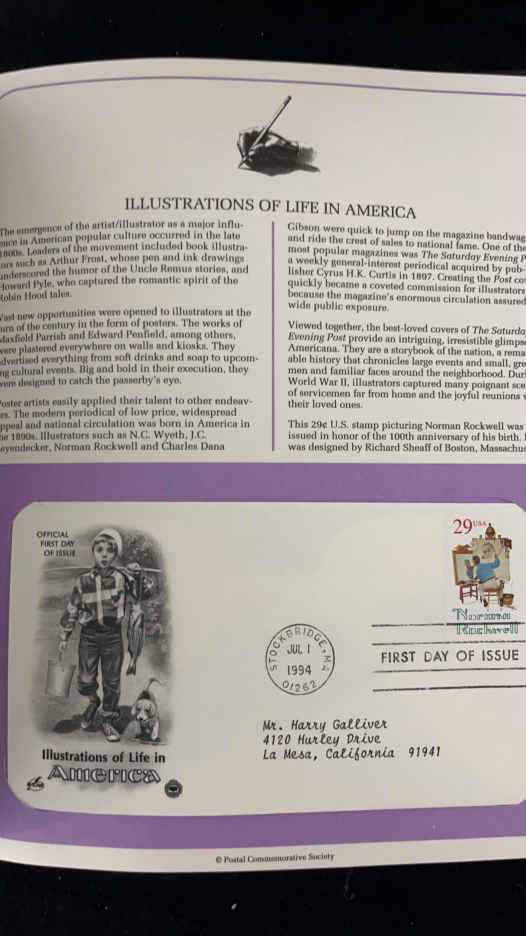 ILLUSTRATIONS OF LIFE IN AMERICA
The emergence of the artist/illustrator as a major influ-
ence in American popular culture occurred in the late
1800s. Leaders of the movement included book illustra-
tors such as Arthur Frost, whose pen and ink drawings
underscored the humor of the Uncle Remus stories, and
Howard Pyle, who captured the romantic spirit of the
Robin Hood tales.
Vast new opportunities were opened to illustrators at the
turn of the century in the form of posters. The works of
Maxfield Parrish and Edward Penfield, among others,
were plastered everywhere on walls and kiosks. They
advertised everything from soft drinks and soap to upcom-
ing cultural events. Big and bold in their execution, they
were designed to catch the passerby's eye.
Poster artists easily applied their talent to other endeav-
ors. The modern periodical of low price, widespread
appeal and national circulation was born in America in
the 1890s. Illustrators such as N.C. Wyeth, J.C.
Leyendecker, Norman Rockwell and Charles Dana
Gibson were quick to jump on the magazine bandwag
and ride the crest of sales to national fame. One of the
most popular magazines was The Saturday Evening P
a weekly general-interest periodical acquired by pub-
lisher Cyrus H.K. Curtis in 1897. Creating the Post co
quickly became a coveted commission for illustrators
because the magazine's enormous circulation assured
wide public exposure.
Viewed together, the best-loved covers of The Saturda
Evening Post provide an intriguing, irresistible glimps
Americana. They are a storybook of the nation, a rema
able history that chronicles large events and small, gre
men and familiar faces around the neighborhood. Duri
World War II, illustrators captured many poignant sce
of servicemen far from home and the joyful reunions w
their loved ones.
This 29¢ U.S. stamp picturing Norman Rockwell was
issued in honor of the 100th anniversary of his birth. I
was designed by Richard Sheaff of Boston, Massachus
OFFICIAL
FIRST DAY
OF ISSUE
29 USA
Norman
Rockwell
STOCKBRIDGE, MA
JUL 1
1994
01262
FIRST DAY OF ISSUE
Mr. Harry Galliver
4120 Hurley Drive
La Mesa, California 91941
Illustrations of Life in
America
© Postal Commemorative Society